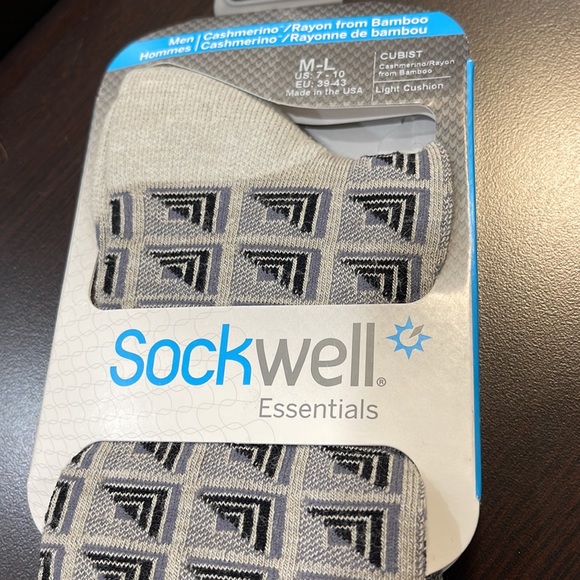 Men | Cashmerino™/Rayon from Bamboo
Hommes | Cashmerino™/Rayonne de bambou
M-L
US: 7 - 10
EU: 39-43
Made in the USA
CUBIST
Cashmerino/Rayon
from Bamboo
Light Cushion
Sockwell®
Essentials